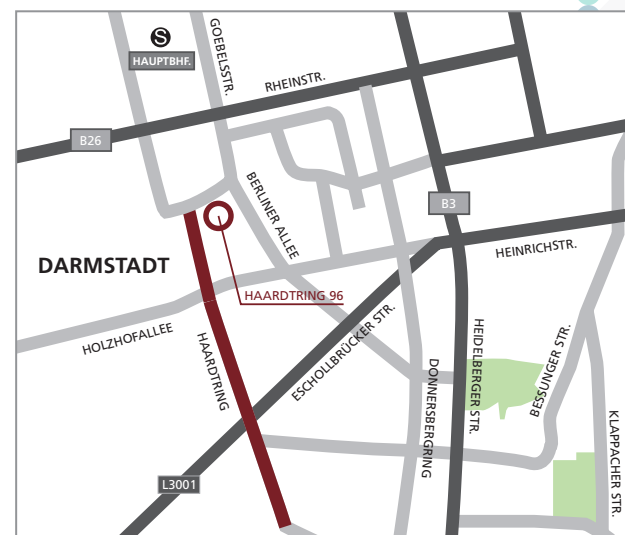 GOEBELSSTR.
S
HAUPTBHF.
RHEINSTR.
B26
BERLINER ALLEE
B3
HEINRICHSTR.
DARMSTADT
HAARDTRING 96
HOLZHOFALLEE
HAARDTRING
ESCHOLLBRÜCKER STR.
HEIDELBERGER STR.
BESSUNGER STR.
DONNERSBERGRING
KLAPPACHER STR.
L3001